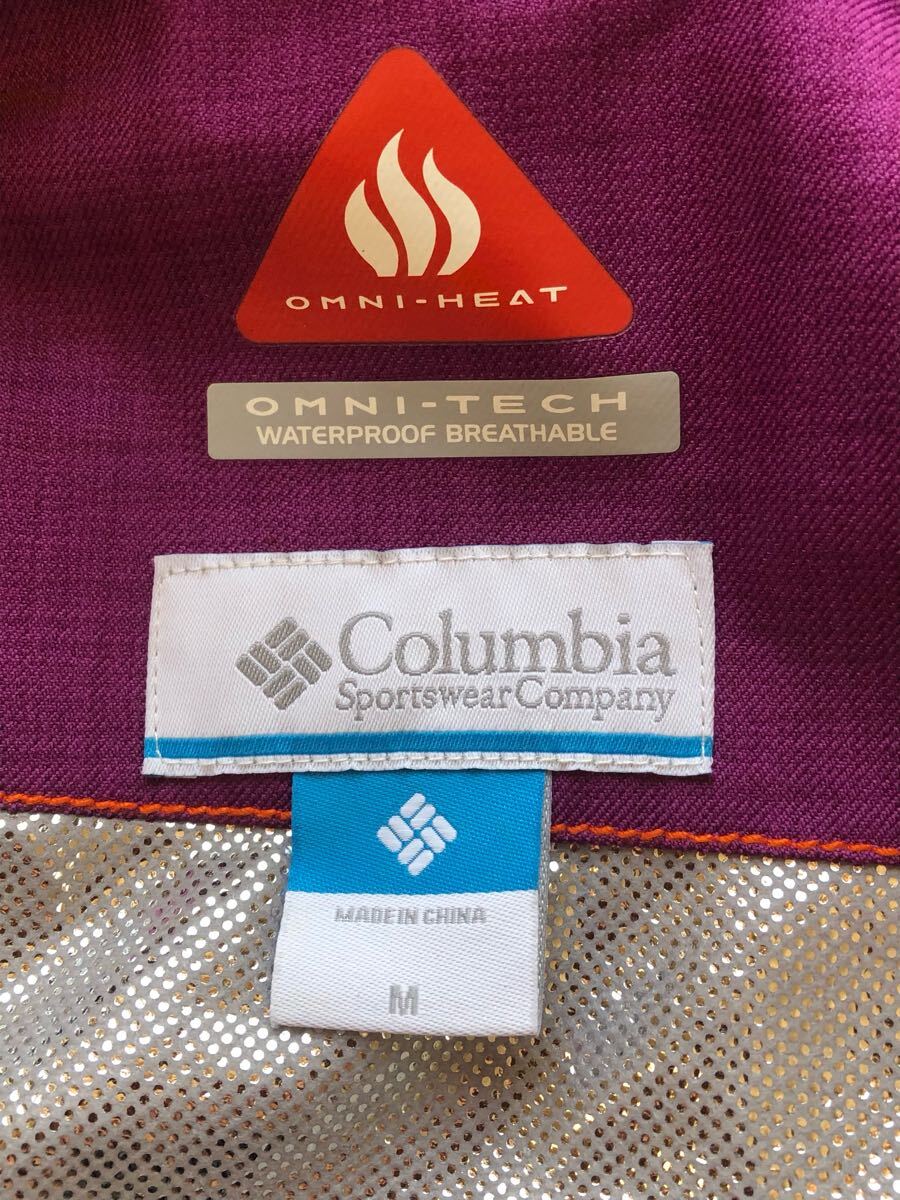 OMNI-HEAT
OMNI-TECH
WATERPROOF BREATHABLE
Columbia
Sportswear Company
MADE IN CHINA
M